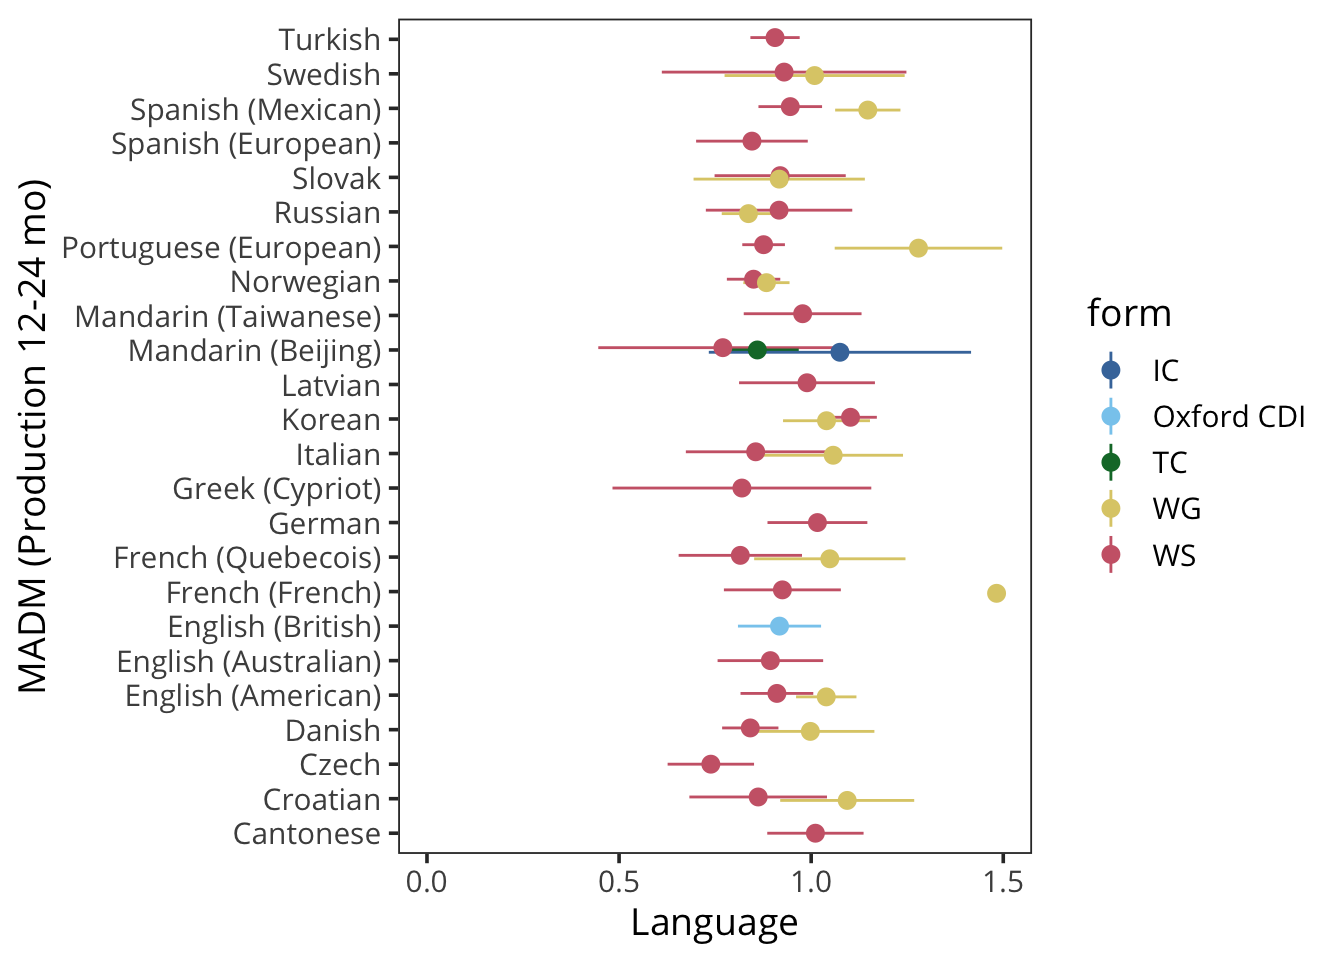 MADM (Production 12-24 mo)
Turkish
Swedish
Spanish (Mexican)
Spanish (European)
Slovak
Russian
Portuguese (European)
Norwegian
Mandarin (Taiwanese)
Mandarin (Beijing)
Latvian
Korean
Italian
Greek (Cypriot)
German
French (Quebecois)
French (French)
English (British)
English (Australian)
English (American)
Danish
Czech
Croatian
Cantonese
0.0 0.5 1.0 1.5
Language
form
IC
Oxford CDI
TC
WG
WS